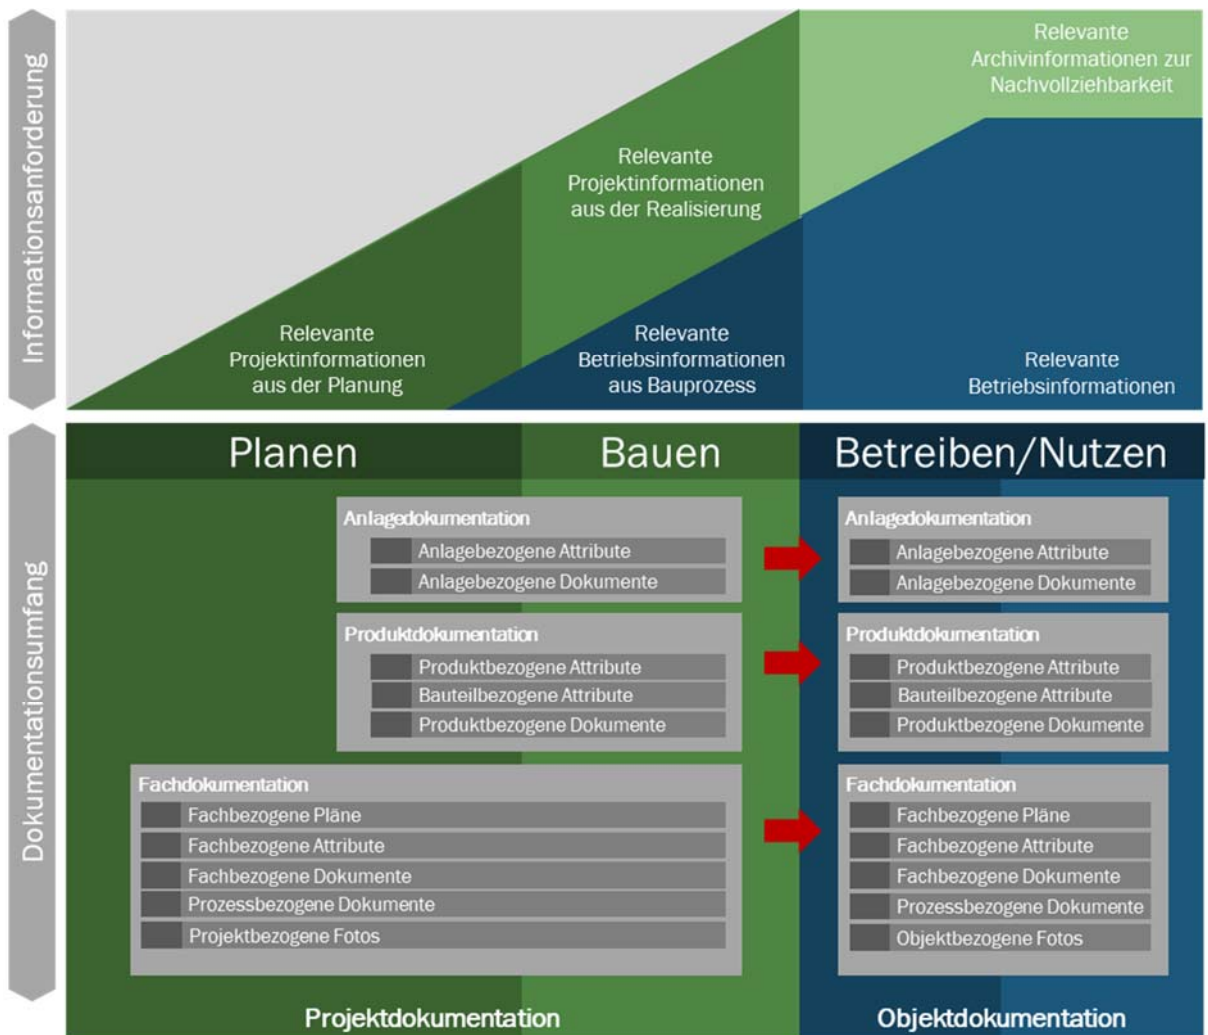 Informationsanforderung
Relevante
Archivinformationen zur
Nachvollziehbarkeit
Relevante
Projektinformationen
aus der Realisierung
Relevante
Projektinformationen
aus der Planung
Relevante
Betriebsinformationen
aus Bauprozess
Relevante
Betriebsinformationen
Dokumentationsumfang
Planen
Bauen
Betreiben/Nutzen
Anlagedokumentation
Anlagebezogene Attribute
Anlagebezogene Dokumente
Anlagedokumentation
Anlagebezogene Attribute
Anlagebezogene Dokumente
Produktdokumentation
Produktbezogene Attribute
Bauteilbezogene Attribute
Produktbezogene Dokumente
Produktdokumentation
Produktbezogene Attribute
Bauteilbezogene Attribute
Produktbezogene Dokumente
Fachdokumentation
Fachbezogene Pläne
Fachbezogene Attribute
Fachbezogene Dokumente
Prozessbezogene Dokumente
Projektbezogene Fotos
Fachdokumentation
Fachbezogene Pläne
Fachbezogene Attribute
Fachbezogene Dokumente
Prozessbezogene Dokumente
Objektbezogene Fotos
Projektdokumentation
Objektdokumentation